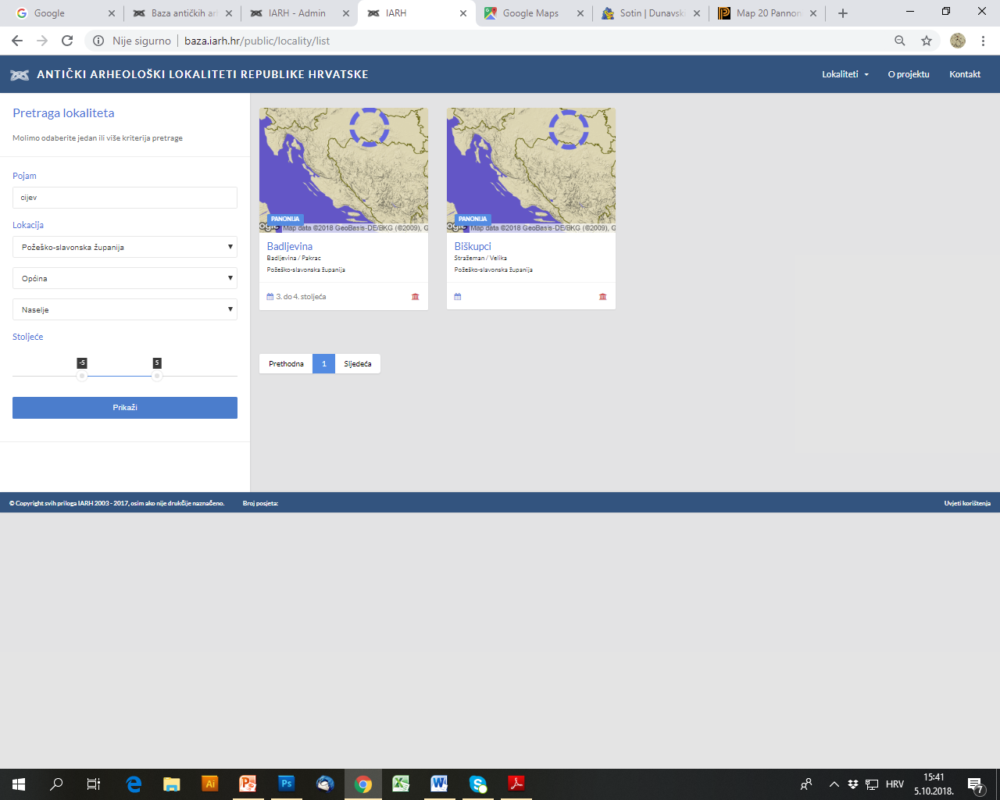 Google
Baza antičkih arl
IARH - Admin
IARH
Google Maps
Sotin | Dunavski
Map 20 Pannon
Nije sigurno
baza.iarh.hr/public/locality/list
ANTIČKI ARHEOLOŠKI LOKALITETI REPUBLIKE HRVATSKE
Lokaliteti
O projektu
Kontakt
Pretraga lokaliteta
Molimo odaberite jedan ili više kriterija pretrage
Pojam
cijev
Lokacija
Požeško-slavonska županija
Općina
Naselje
Stoljeće
-5
5
Prikaži
PANONIJA
Map data ©2018 GeoBasis-DE/BKG (©2009), G
Badljevina
Badljevina / Pakrac
Požeško-slavonska županija
3. do 4. stoljeća
PANONIJA
Map data ©2018 GeoBasis-DE/BKG (©2009), G
Biškupci
Stražeman / Velika
Požeško-slavonska županija
Prethodna
1
Sljedeća
© Copyright svih priloga IARH 2003 - 2017, osim ako nije drukčije naznačeno.
Broj posjeta:
Uvjeti korištenja
Ai
Ps
HRV
15:41
5.10.2018.
7